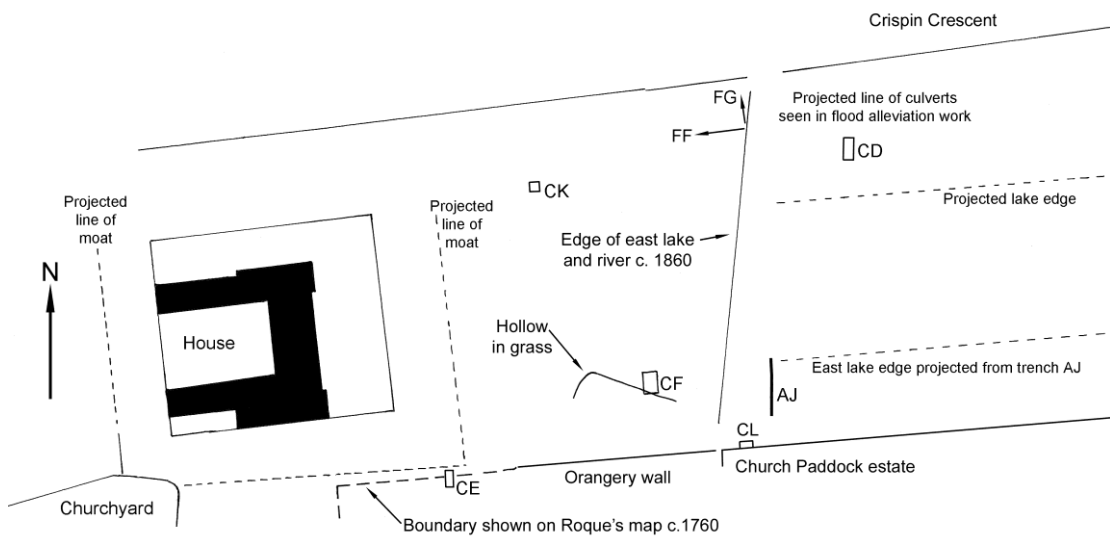 Crispin Crescent
FG
Projected line of culverts
seen in flood alleviation work
FF
CD
CK
Projected
line of
moat
Projected
line of
moat
Projected lake edge
Edge of east lake
and river c. 1860
N
House
Hollow
in grass
CF
East lake edge projected from trench AJ
AJ
CL
Church Paddock estate
Orangery wall
CE
Churchyard
Boundary shown on Roque's map c.1760